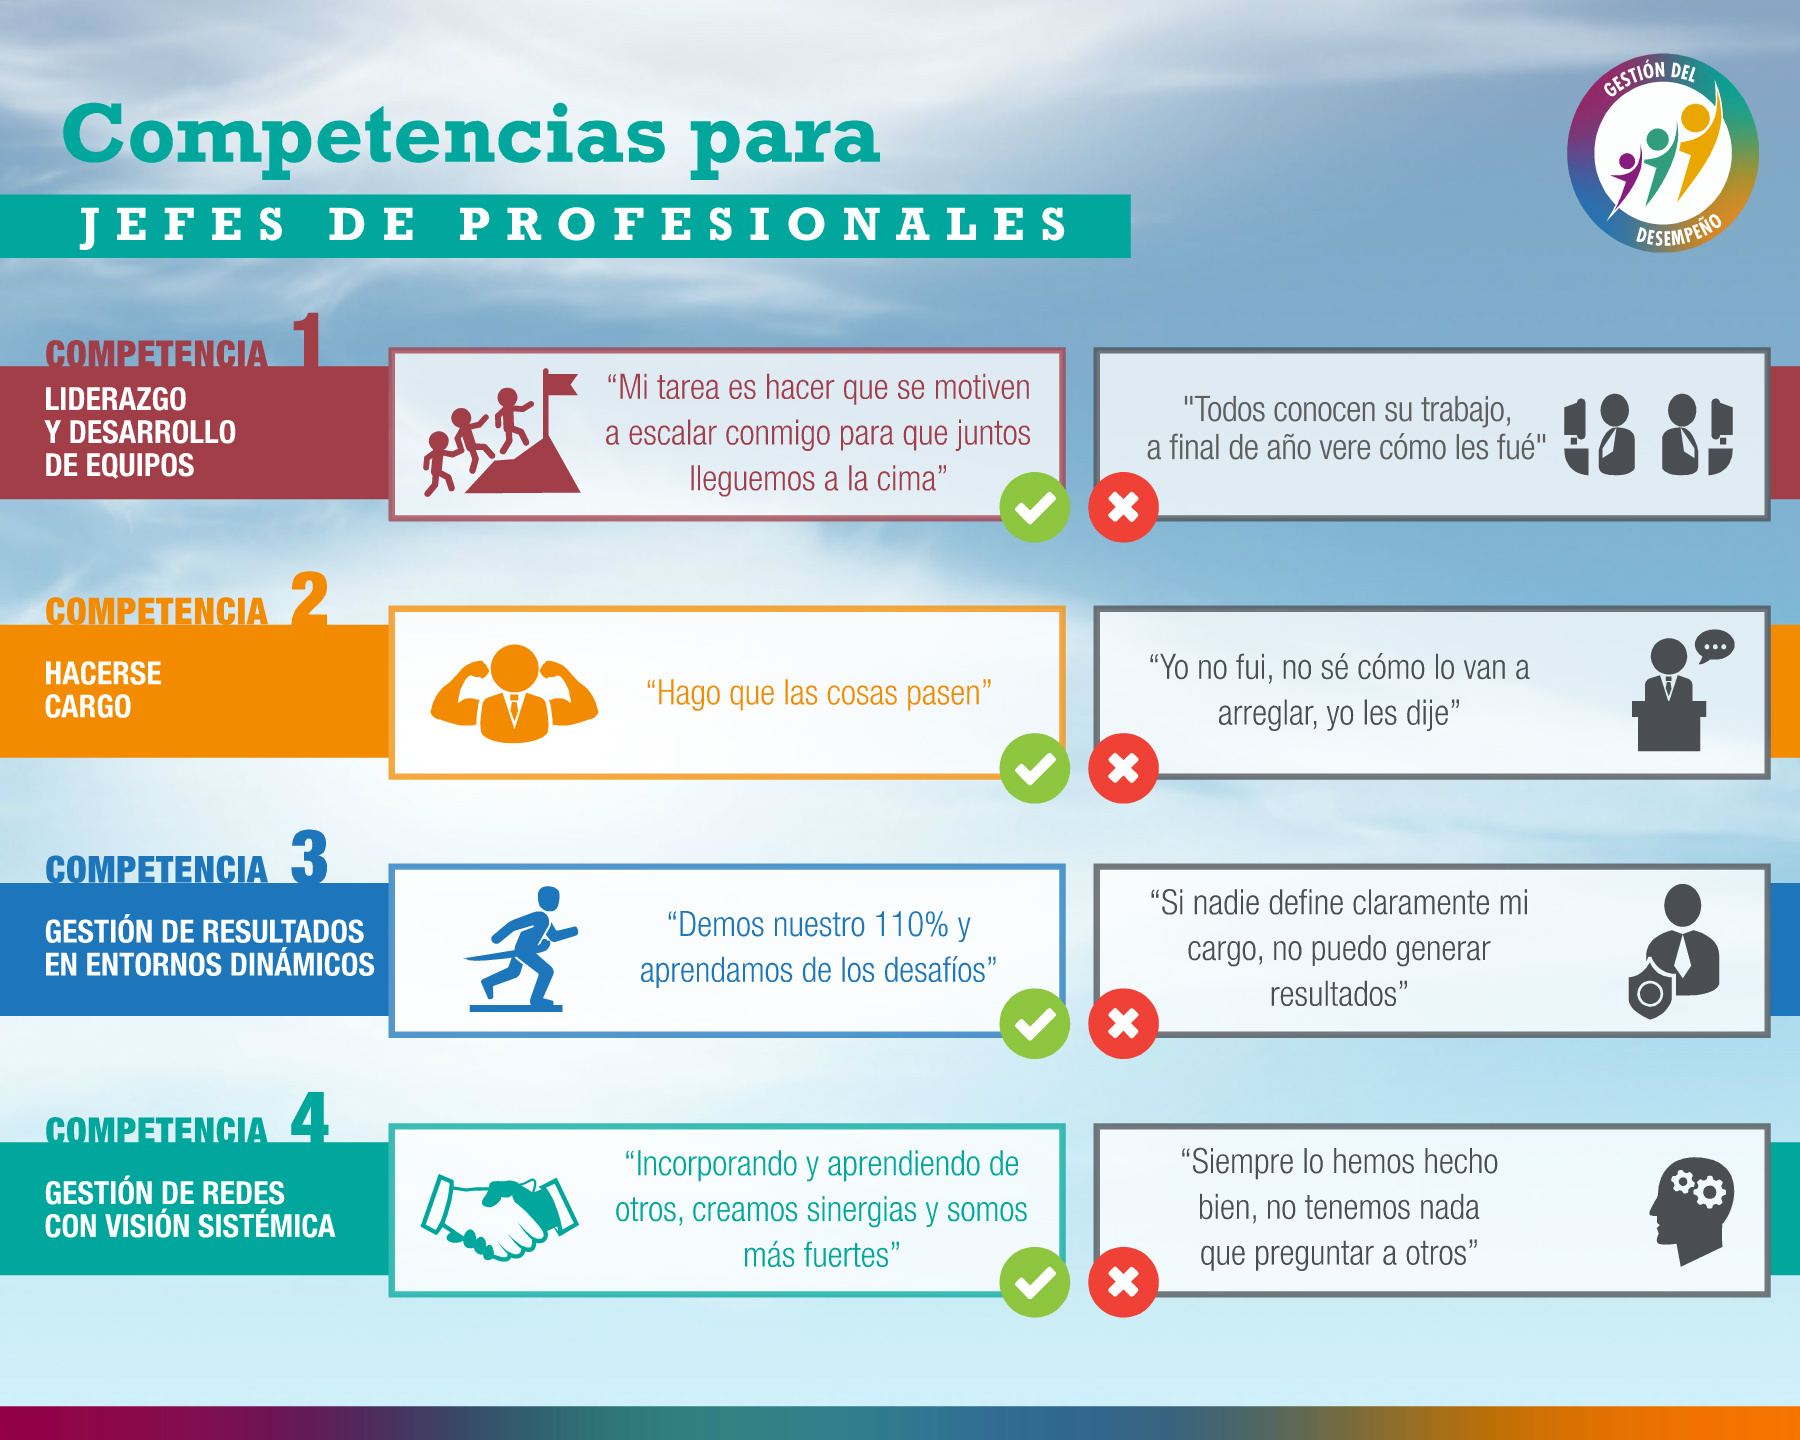 Competencias para
JEFES DE PROFESIONALES
GESTIÓN DEL
DESEMPEÑO
COMPETENCIA 1
LIDERAZGO
Y DESARROLLO
DE EQUIPOS
“Mi tarea es hacer que se motiven
a escalar conmigo para que juntos
lleguemos a la cima”
"Todos conocen su trabajo,
a final de año vere cómo les fué"
COMPETENCIA 2
HACERSE
CARGO
“Hago que las cosas pasen”
“Yo no fui, no sé cómo lo van a
arreglar, yo les dije”
COMPETENCIA 3
GESTIÓN DE RESULTADOS
EN ENTORNOS DINÁMICOS
“Demos nuestro 110% y
aprendamos de los desafíos”
“Si nadie define claramente mi
cargo, no puedo generar
resultados”
COMPETENCIA 4
GESTIÓN DE REDES
CON VISIÓN SISTÉMICA
“Incorporando y aprendiendo de
otros, creamos sinergias y somos
más fuertes”
“Siempre lo hemos hecho
bien, no tenemos nada
que preguntar a otros”